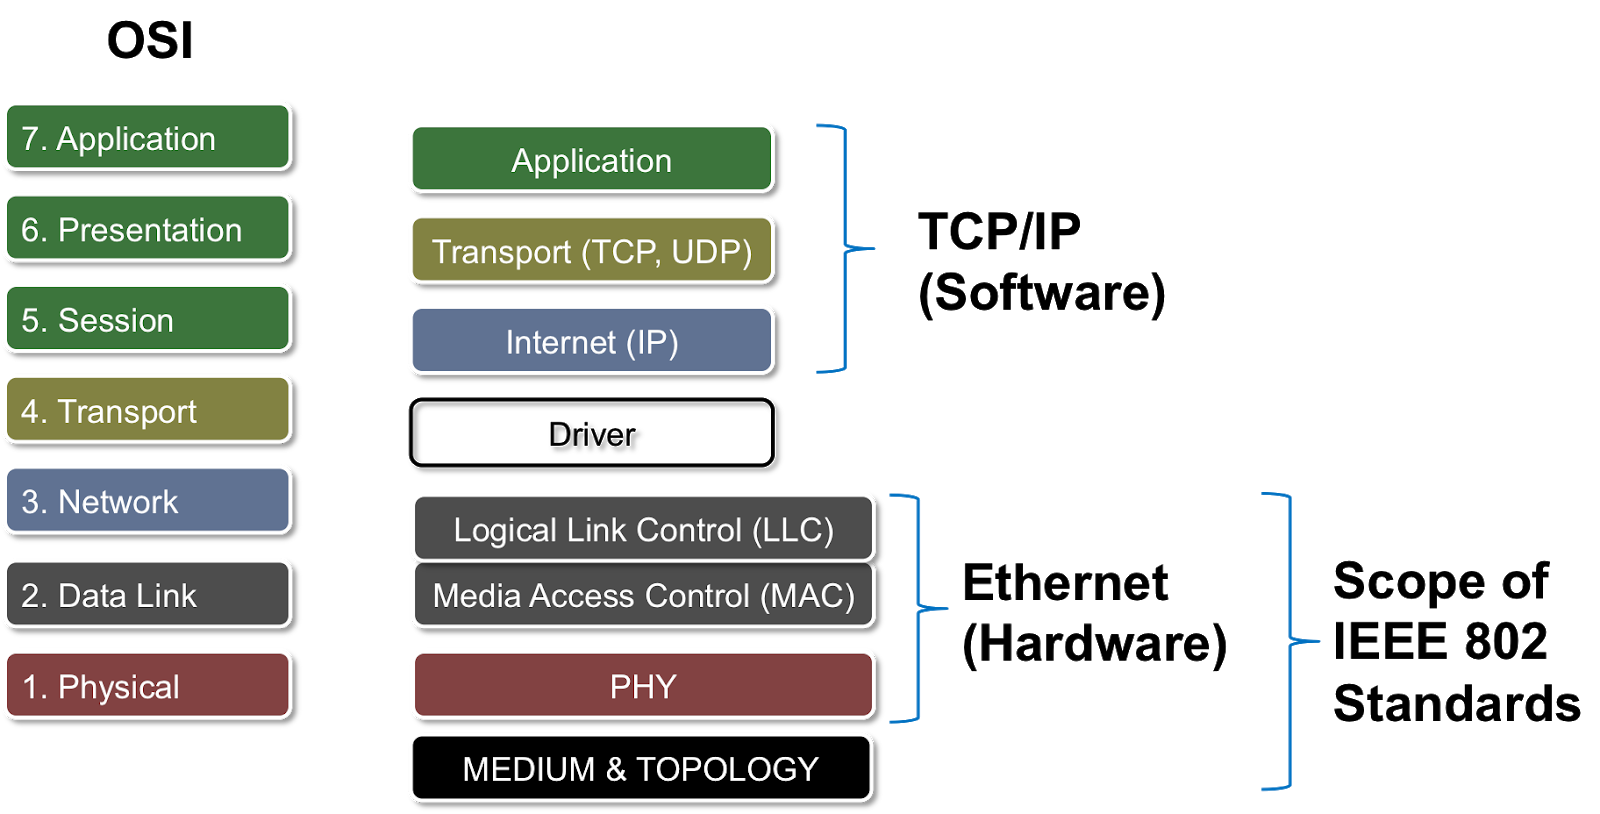 OSI
7. Application
6. Presentation
5. Session
4. Transport
3. Network
2. Data Link
1. Physical
Application
Transport (TCP, UDP)
Internet (IP)
Driver
Logical Link Control (LLC)
Media Access Control (MAC)
PHY
MEDIUM & TOPOLOGY
TCP/IP
(Software)
Ethernet
(Hardware)
Scope of
IEEE 802
Standards